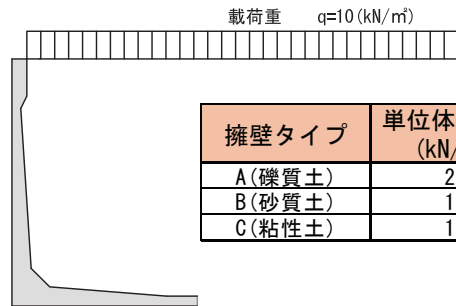 載荷重 q=10(kN/㎡)
擁壁タイプ 単位体
(kN/
A(礫質土) 2
B(砂質土) 1
C(粘性土) 1